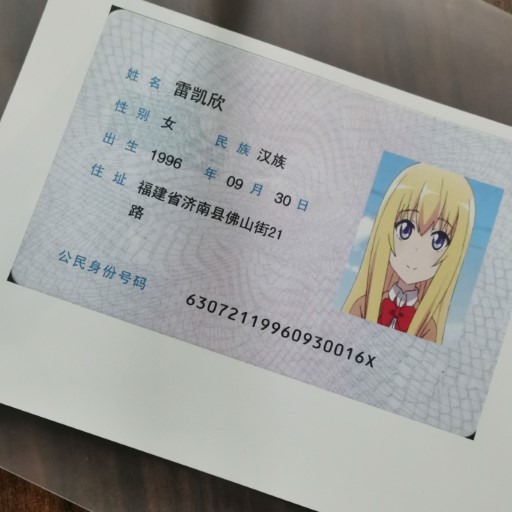 姓名 雷凯欣
性别 女 民族 汉族
出生 1996 年 09 月 30 日
住址 福建省济南县佛山街21
路
公民身份号码 63072119960930016X